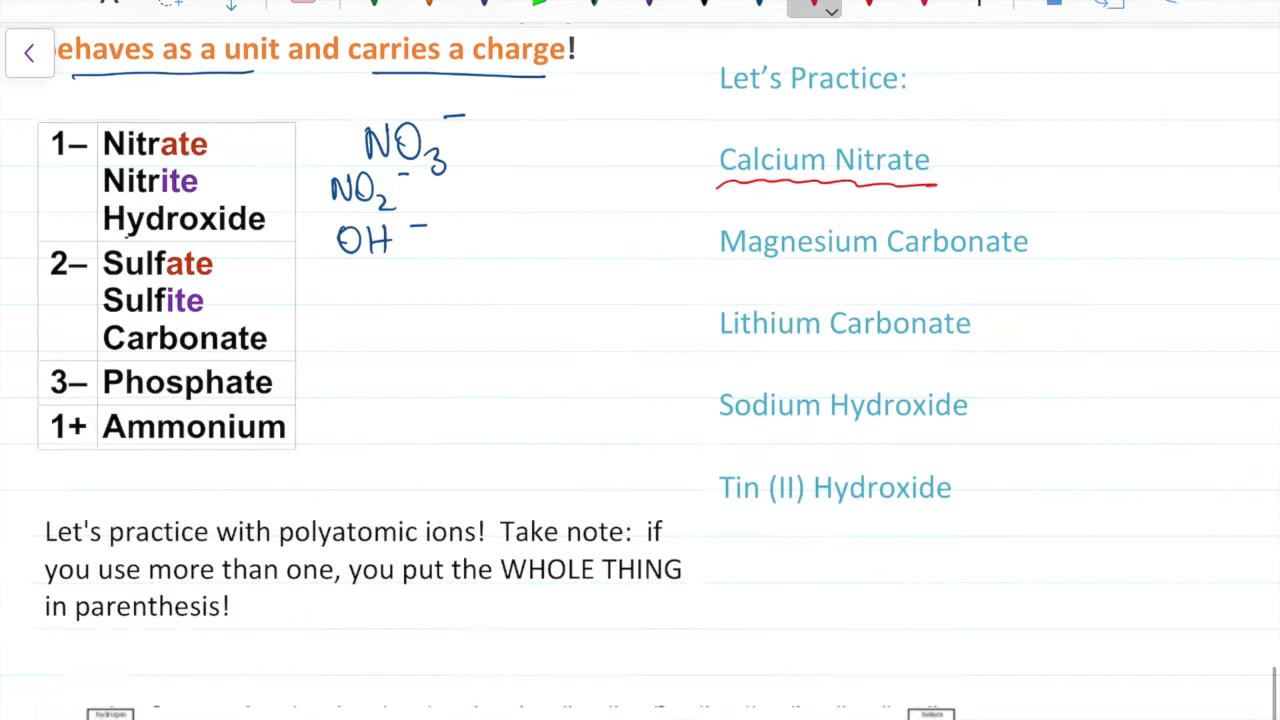 behaves as a unit and carries a charge!
1– Nitrate
Nitrite
Hydroxide
2– Sulfate
Sulfite
Carbonate
3– Phosphate
1+ Ammonium
NO₃⁻
NO₂⁻
OH⁻
Let's practice with polyatomic ions! Take note: if
you use more than one, you put the WHOLE THING
in parenthesis!
Let’s Practice:
Calcium Nitrate
Magnesium Carbonate
Lithium Carbonate
Sodium Hydroxide
Tin (II) Hydroxide